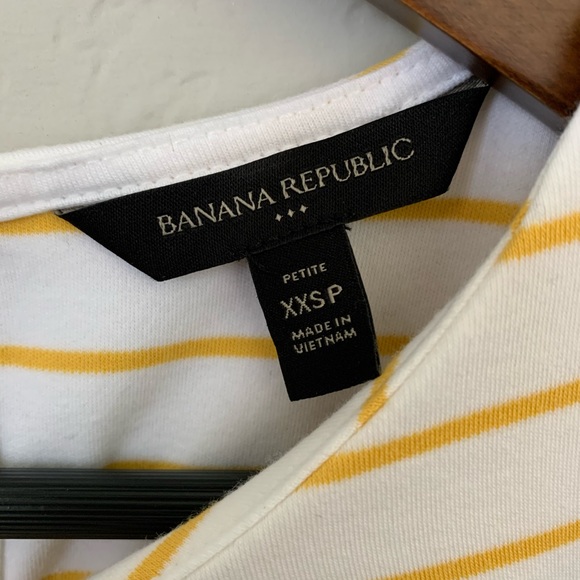 BANANA REPUBLIC
PETITE
XXSP
MADE IN
VIETNAM